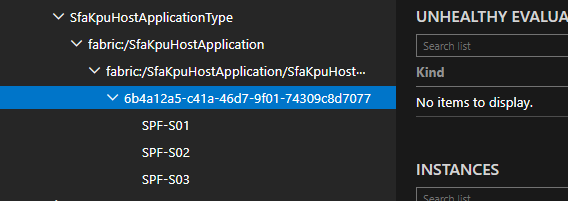 SfaKpuHostApplicationType
fabric:/SfaKpuHostApplication
fabric:/SfaKpuHostApplication/SfaKpuHost···
6b4a12a5-c41a-46d7-9f01-74309c8d7077
SPF-S01
SPF-S02
SPF-S03
UNHEALTHY EVALUA
Search list
Kind
No items to display.
INSTANCES
Search list